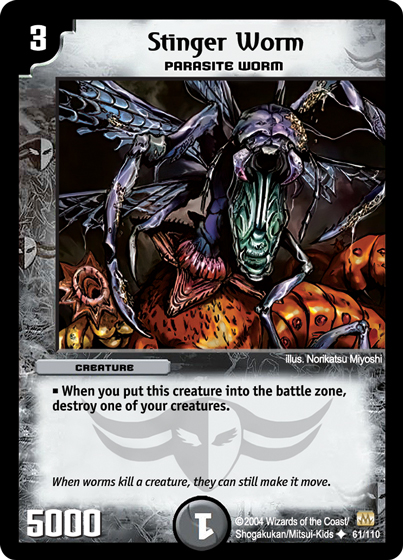 3
Stinger Worm
PARASITE WORM
illus. Norikatsu Miyoshi
CREATURE
▪ When you put this creature into the battle zone,
destroy one of your creatures.
When worms kill a creature, they can still make it move.
5000
1
©2004 Wizards of the Coast/
Shogakukan/Mitsui-Kids ✦ 61/110